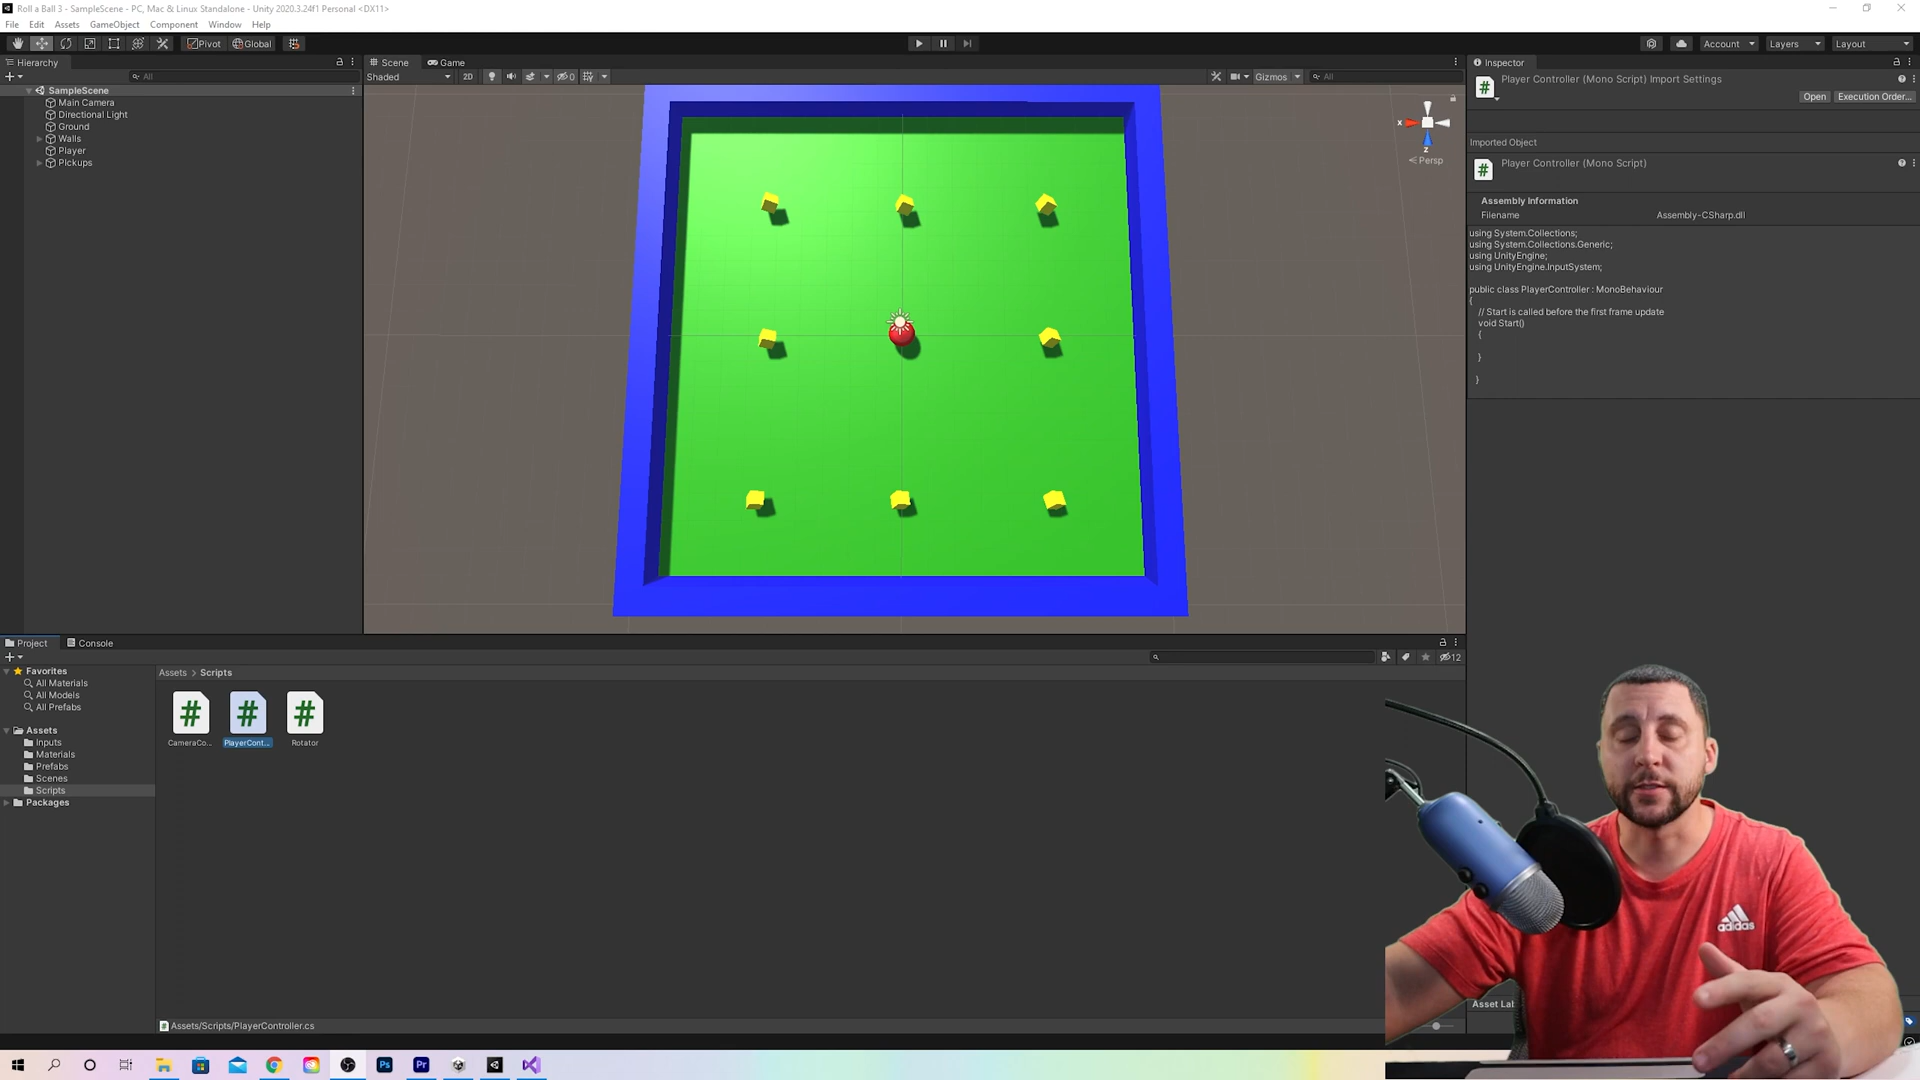 Roll a Ball 3 - SampleScene - PC, Mac & Linux Standalone - Unity 2020.3.24f1 Personal <DX11>
File Edit Assets GameObject Component Window Help
Pivot Global Account Layers Layout
Hierarchy
All
SampleScene
Main Camera
Directional Light
Ground
Walls
Player
PIckups
Scene Game
Shaded 2D 0 Gizmos All
x
z
Persp
Inspector
Player Controller (Mono Script) Import Settings
Open Execution Order...
Imported Object
Player Controller (Mono Script)
Assembly Information
Filename Assembly-CSharp.dll
using System.Collections;
using System.Collections.Generic;
using UnityEngine;
using UnityEngine.InputSystem;
public class PlayerController : MonoBehaviour
{
// Start is called before the first frame update
void Start()
{
}
}
Project Console
12
Favorites
All Materials
All Models
All Prefabs
Assets
Inputs
Materials
Prefabs
Scenes
Scripts
Packages
Assets > Scripts
CameraCo... PlayerCont... Rotator
Assets/Scripts/PlayerController.cs
Asset Lab
adidas
Ps Pr